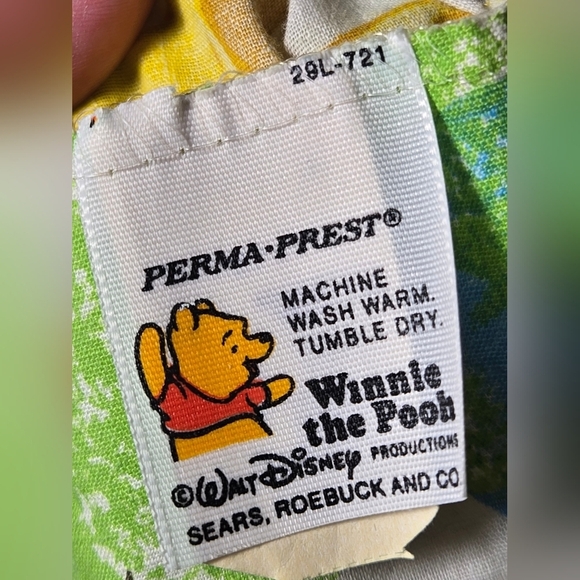 29L-721
PERMA·PREST®
MACHINE
WASH WARM.
TUMBLE DRY.
Winnie
the Pooh
© WALT DISNEY PRODUCTIONS
SEARS, ROEBUCK AND CO